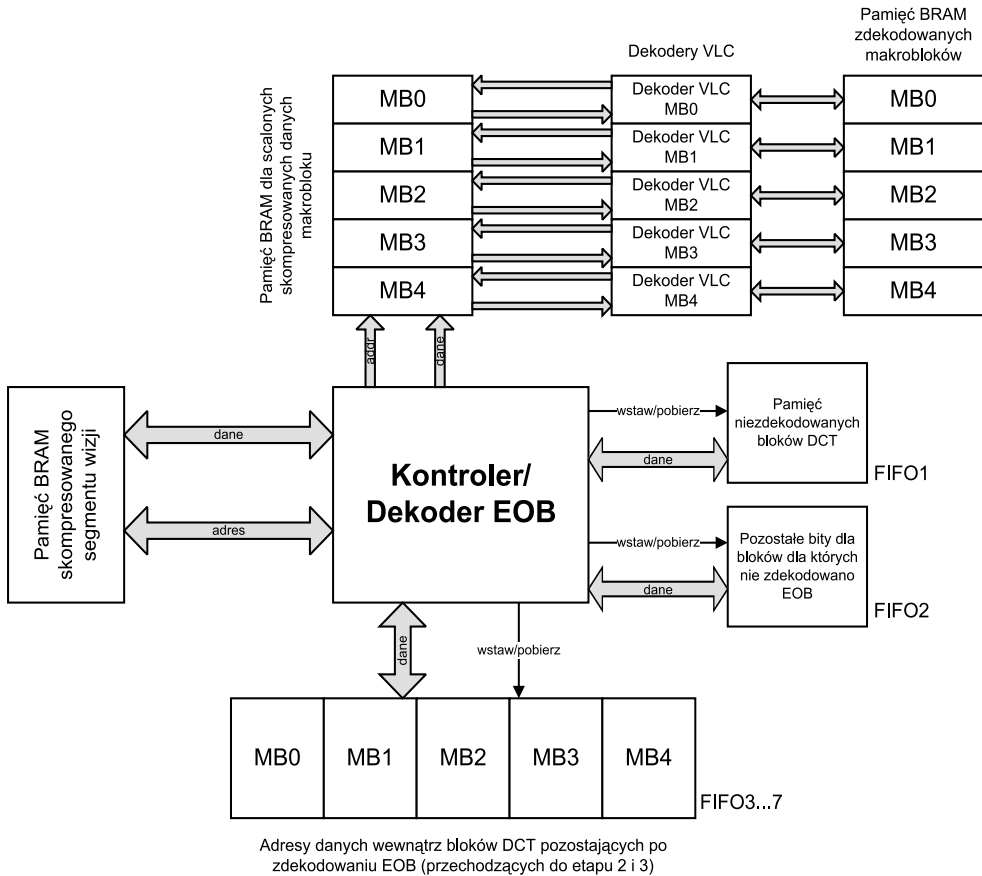 Pamięć BRAM
zdekodowanych
makrobloków
Dekodery VLC
Pamięć BRAM dla scalonych
skompresowanych danych
makrobloku
MB0
MB1
MB2
MB3
MB4
Dekoder VLC
MB0
Dekoder VLC
MB1
Dekoder VLC
MB2
Dekoder VLC
MB3
Dekoder VLC
MB4
MB0
MB1
MB2
MB3
MB4
addr
dane
Pamięć BRAM
skompresowanego
segmentu wizji
dane
adres
Kontroler/
Dekoder EOB
wstaw/pobierz
dane
Pamięć
niezdekodowanych
bloków DCT
FIFO1
wstaw/pobierz
dane
Pozostałe bity dla
bloków dla których
nie zdekodowano
EOB
FIFO2
dane
wstaw/pobierz
MB0
MB1
MB2
MB3
MB4
FIFO3...7
Adresy danych wewnątrz bloków DCT pozostających po
zdekodowaniu EOB (przechodzących do etapu 2 i 3)